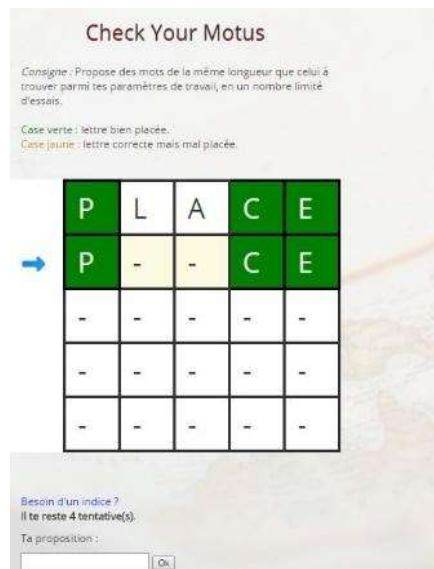 Check Your Motus
Consigne : Propose des mots de la même longueur que celui à
trouver parmi tes paramètres de travail, en un nombre limité
d'essais.
Case verte : lettre bien placée.
Case jaune : lettre correcte mais mal placée.
P L A C E
P - - C E
- - - - -
- - - - -
- - - - -
Besoin d'un indice ?
Il te reste 4 tentative(s).
Ta proposition :
Ok